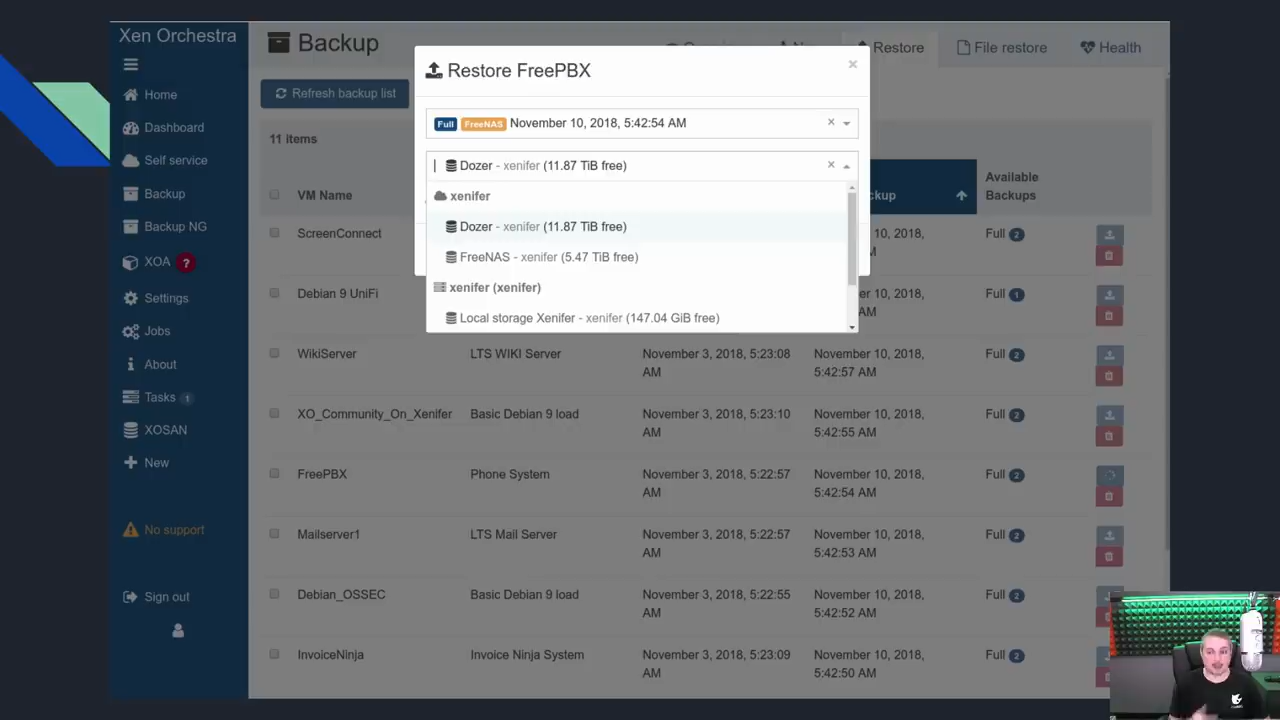 Xen Orchestra
Home
Dashboard
Self service
Backup
Backup NG
XOA ?
Settings
Jobs
About
Tasks 1
XOSAN
New
No support
Sign out
Backup
Restore
File restore
Health
Refresh backup list
11 items
VM Name
Available
Backups
Restore FreePBX
×
Full FreeNAS November 10, 2018, 5:42:54 AM ×
Dozer - xenifer (11.87 TiB free) ×
xenifer
Dozer - xenifer (11.87 TiB free)
FreeNAS - xenifer (5.47 TiB free)
xenifer (xenifer)
Local storage Xenifer - xenifer (147.04 GiB free)
ScreenConnect
Full 2
Debian 9 UniFi
Full 1
WikiServer LTS WIKI Server November 3, 2018, 5:23:08 November 10, 2018, Full 2
AM 5:42:57 AM
XO_Community_On_Xenifer Basic Debian 9 load November 3, 2018, 5:23:10 November 10, 2018, Full 2
AM 5:42:55 AM
FreePBX Phone System November 3, 2018, 5:22:57 November 10, 2018, Full 2
AM 5:42:54 AM
Mailserver1 LTS Mail Server November 3, 2018, 5:22:57 November 10, 2018, Full 2
AM 5:42:53 AM
Debian_OSSEC Basic Debian 9 load November 3, 2018, 5:22:55 November 10, 2018, Full 2
AM 5:42:52 AM
InvoiceNinja Invoice Ninja System November 3, 2018, 5:23:09 November 10, 2018, Full 2
AM 5:42:50 AM